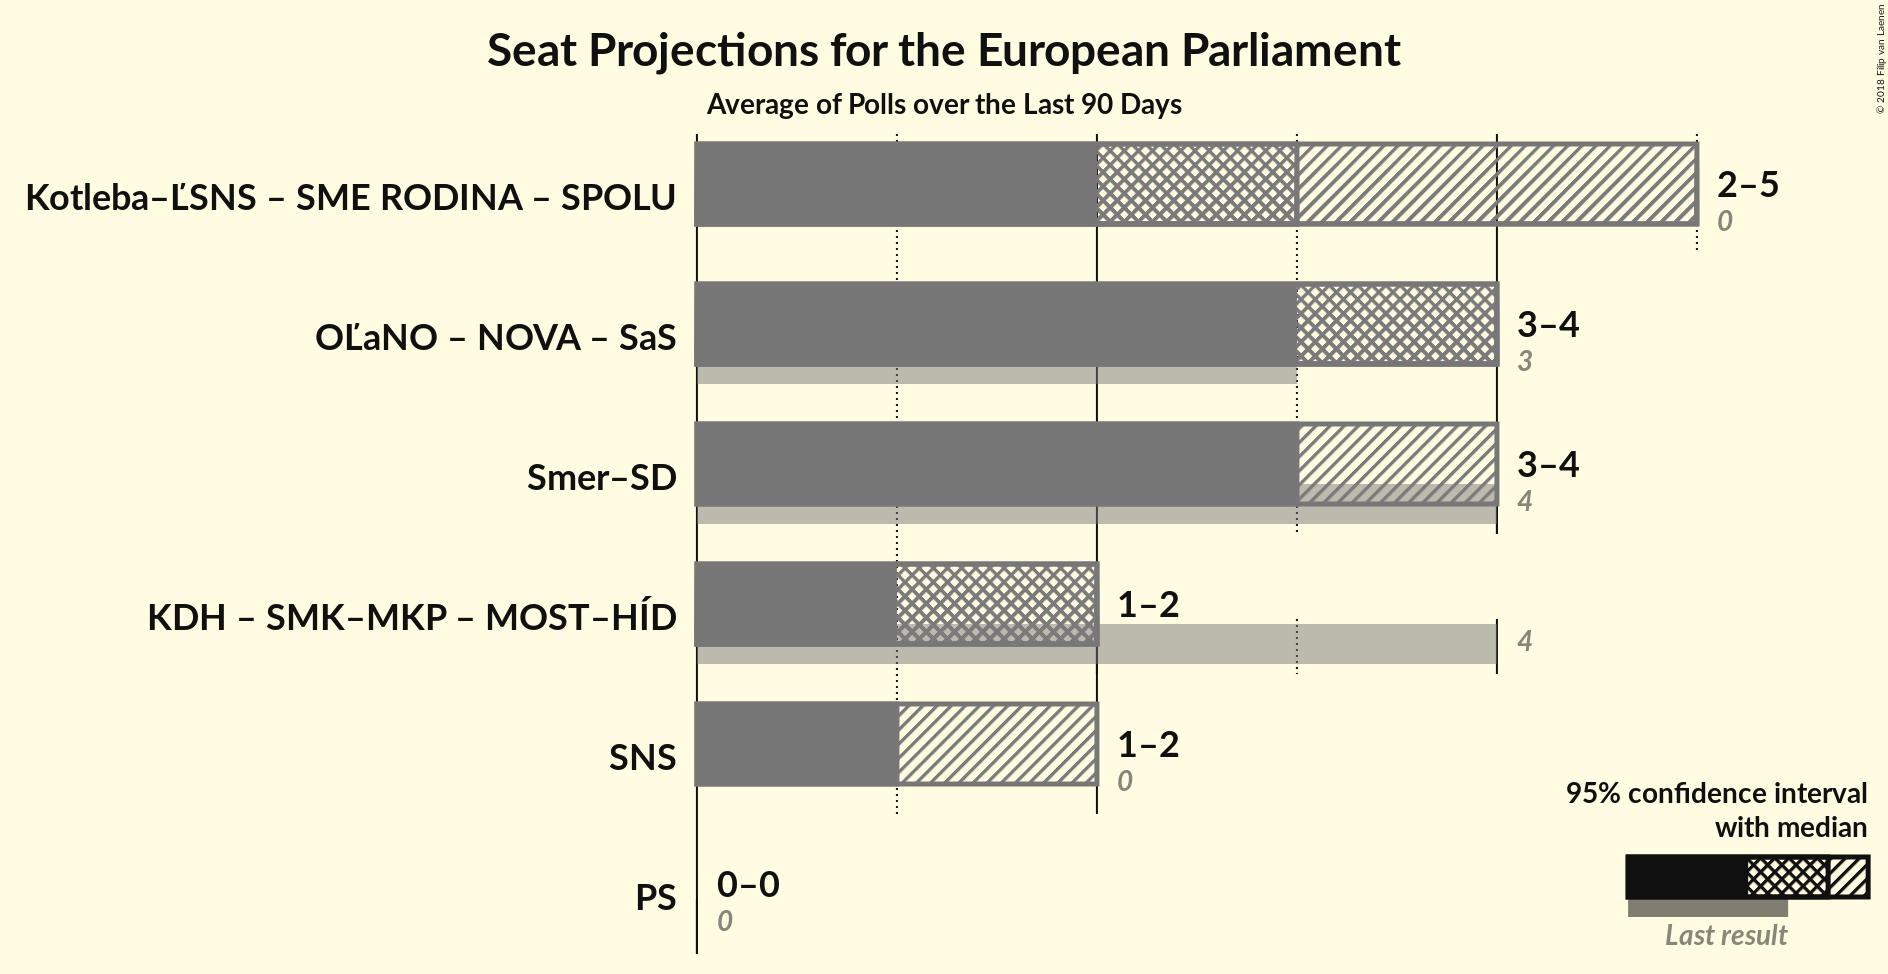 Seat Projections for the European Parliament
Average of Polls over the Last 90 Days
© 2018 Filip van Laenen
Kotleba–ĽSNS – SME RODINA – SPOLU
2–5
0
OĽaNO – NOVA – SaS
3–4
3
Smer–SD
3–4
4
KDH – SMK–MKP – MOST–HÍD
1–2
4
SNS
1–2
0
PS
0–0
0
95% confidence interval
with median
Last result